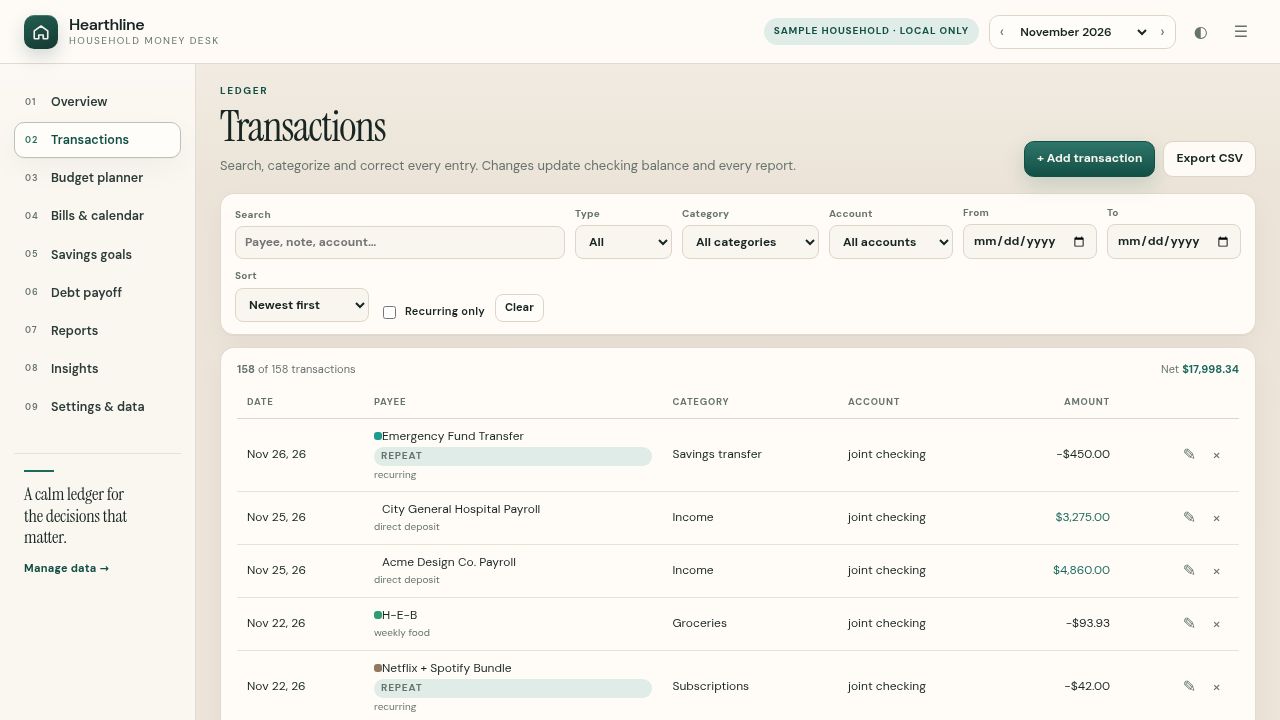 Hearthline
HOUSEHOLD MONEY DESK
SAMPLE HOUSEHOLD · LOCAL ONLY
‹ November 2026 ›
01 Overview
02 Transactions
03 Budget planner
04 Bills & calendar
05 Savings goals
06 Debt payoff
07 Reports
08 Insights
09 Settings & data
A calm ledger for
the decisions that
matter.
Manage data →
LEDGER
Transactions
Search, categorize and correct every entry. Changes update checking balance and every report.
+ Add transaction
Export CSV
Search Type Category Account From To
Payee, note, account... All All categories All accounts mm/dd/yyyy mm/dd/yyyy
Sort
Newest first Recurring only Clear
158 of 158 transactions Net $17,998.34
DATE PAYEE CATEGORY ACCOUNT AMOUNT
Nov 26, 26 Emergency Fund Transfer Savings transfer joint checking -$450.00 ✎ ×
REPEAT
recurring
Nov 25, 26 City General Hospital Payroll Income joint checking $3,275.00 ✎ ×
direct deposit
Nov 25, 26 Acme Design Co. Payroll Income joint checking $4,860.00 ✎ ×
direct deposit
Nov 22, 26 H-E-B Groceries joint checking -$93.93 ✎ ×
weekly food
Nov 22, 26 Netflix + Spotify Bundle Subscriptions joint checking -$42.00 ✎ ×
REPEAT
recurring